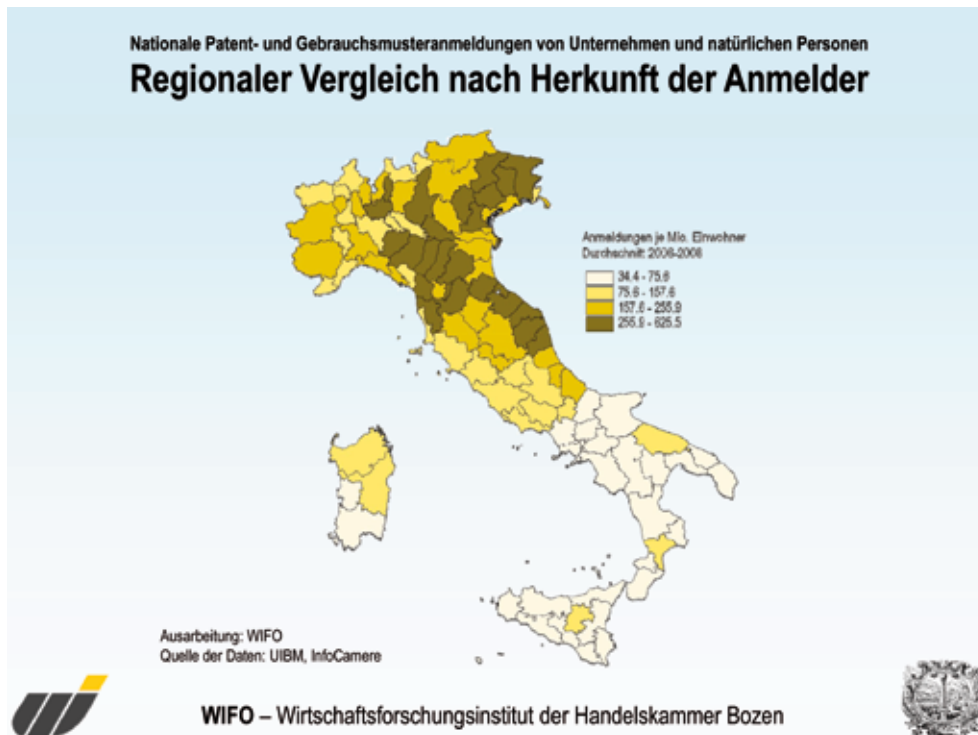 Nationale Patent- und Gebrauchsmusteranmeldungen von Unternehmen und natürlichen Personen
Regionaler Vergleich nach Herkunft der Anmelder
Anmeldungen je Mio. Einwohner
Durchschnitt 2006-2008
34.4 - 75.6
75.6 - 157.6
157.6 - 255.9
255.9 - 625.5
Ausarbeitung: WIFO
Quelle der Daten: UIBM, InfoCamere
WIFO – Wirtschaftsforschungsinstitut der Handelskammer Bozen